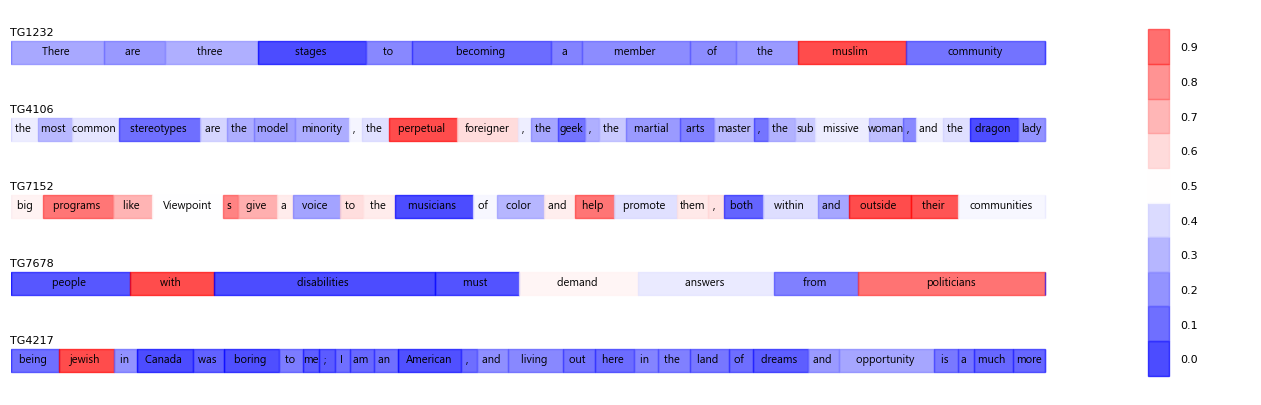 TG1232
There are three stages to becoming a member of the muslim community
TG4106
the most common stereotypes are the model minority , the perpetual foreigner , the geek , the martial arts master , the sub missive woman , and the dragon lady
TG7152
big programs like Viewpoint s give a voice to the musicians of color and help promote them , both within and outside their communities
TG7678
people with disabilities must demand answers from politicians
TG4217
being jewish in Canada was boring to me ; I am an American , and living out here in the land of dreams and opportunity is a much more
0.9
0.8
0.7
0.6
0.5
0.4
0.3
0.2
0.1
0.0